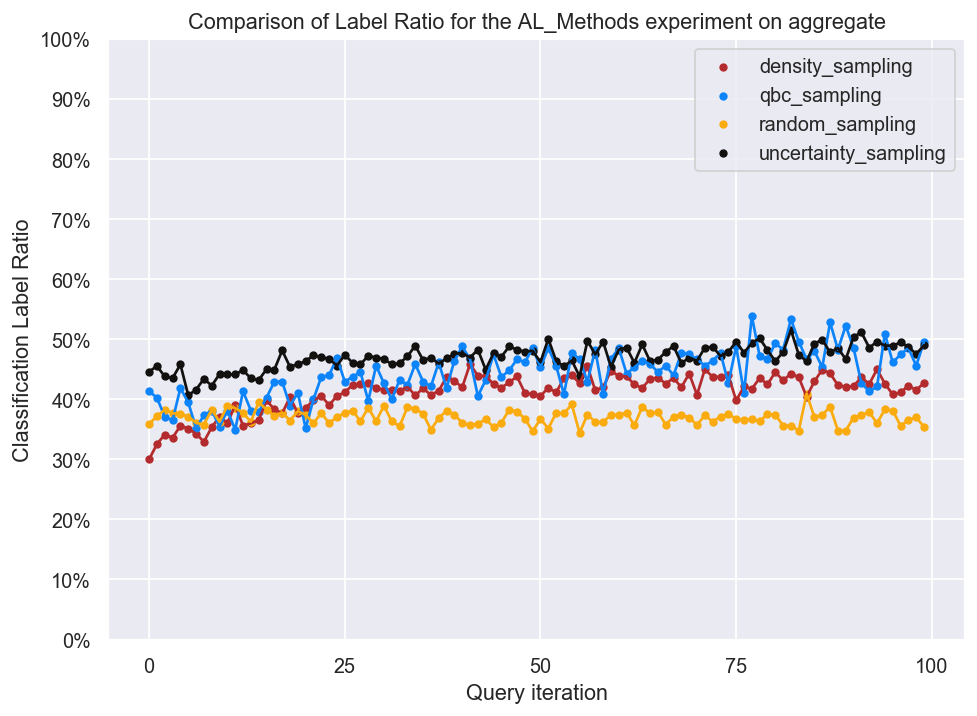 Comparison of Label Ratio for the AL_Methods experiment on aggregate
100%
90%
80%
70%
60%
50%
40%
30%
20%
10%
0%
Classification Label Ratio
density_sampling
qbc_sampling
random_sampling
uncertainty_sampling
0
25
50
75
100
Query iteration